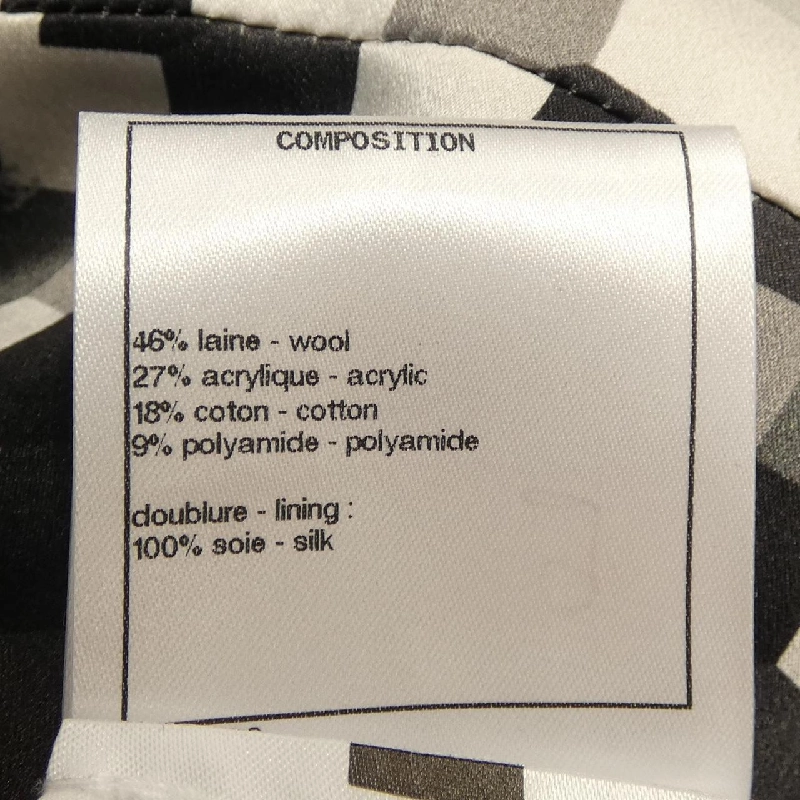 COMPOSITION
46% laine - wool
27% acrylique - acrylic
18% coton - cotton
9% polyamide - polyamide
doublure - lining :
100% soie - silk